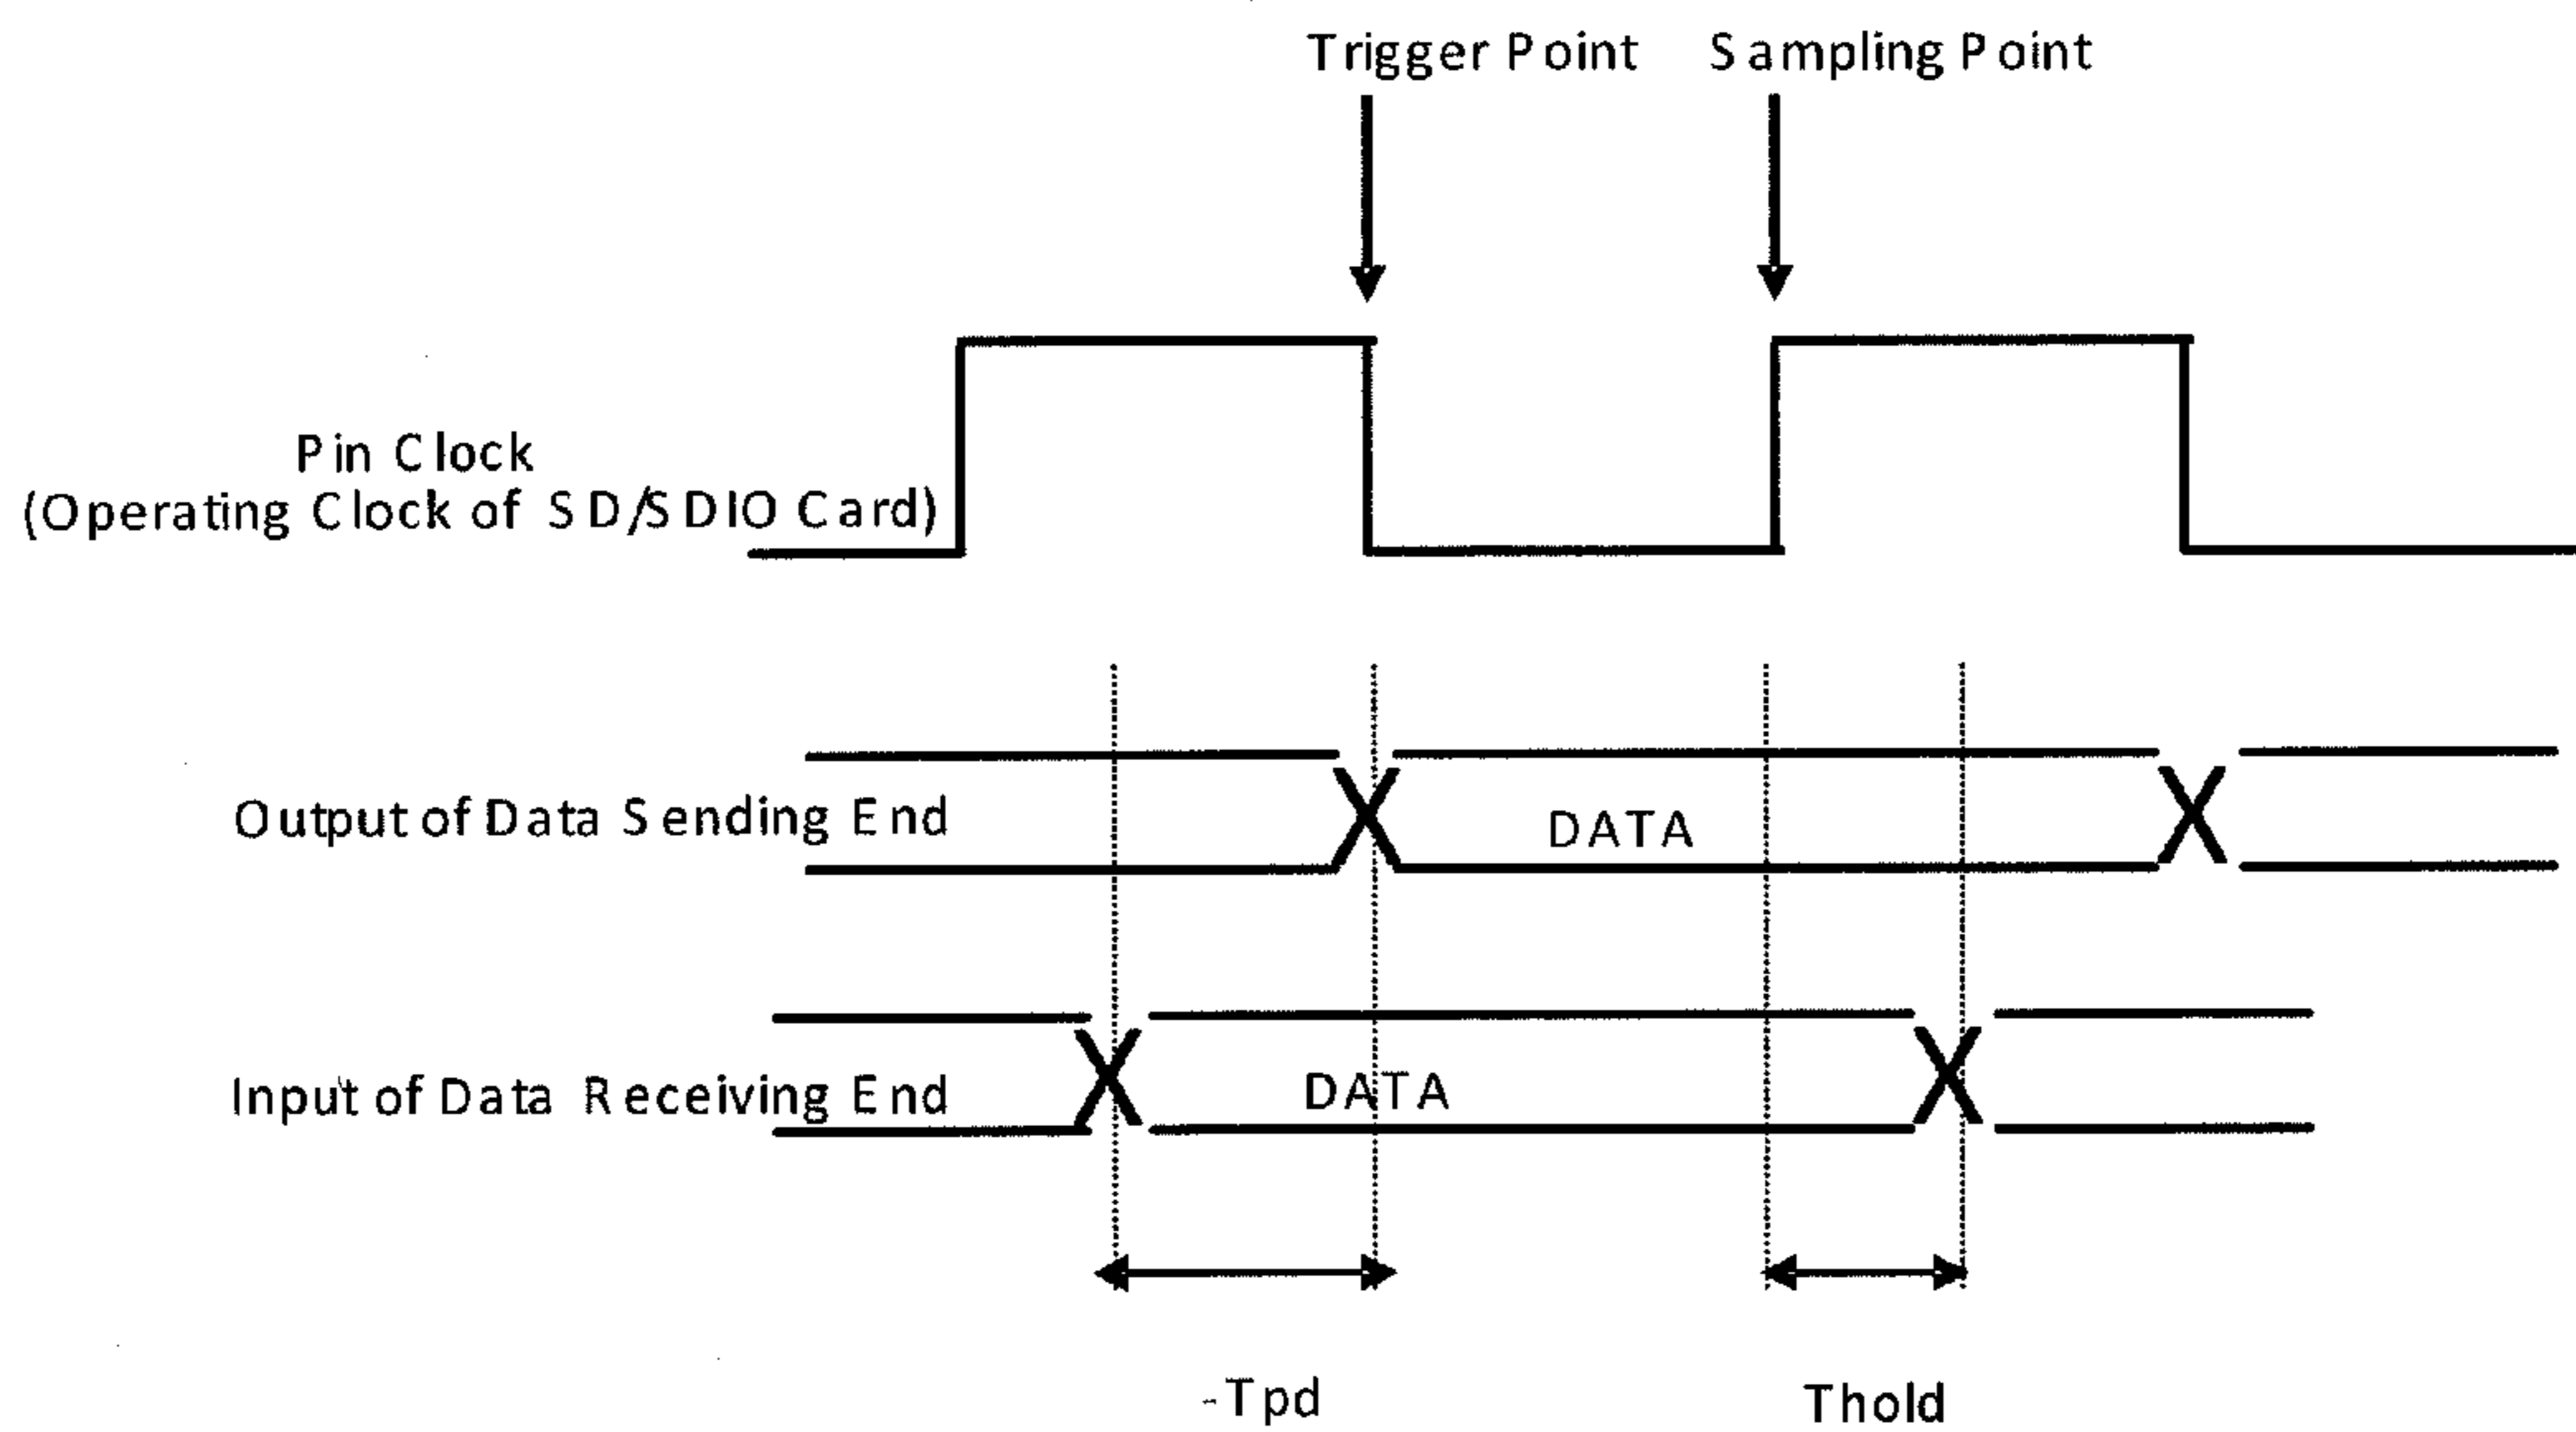 Trigger Point
Sampling Point
Pin Clock
(Operating Clock of SD/SDIO Card)
Output of Data Sending End
DATA
Input of Data Receiving End
DATA
-Tpd
Thold